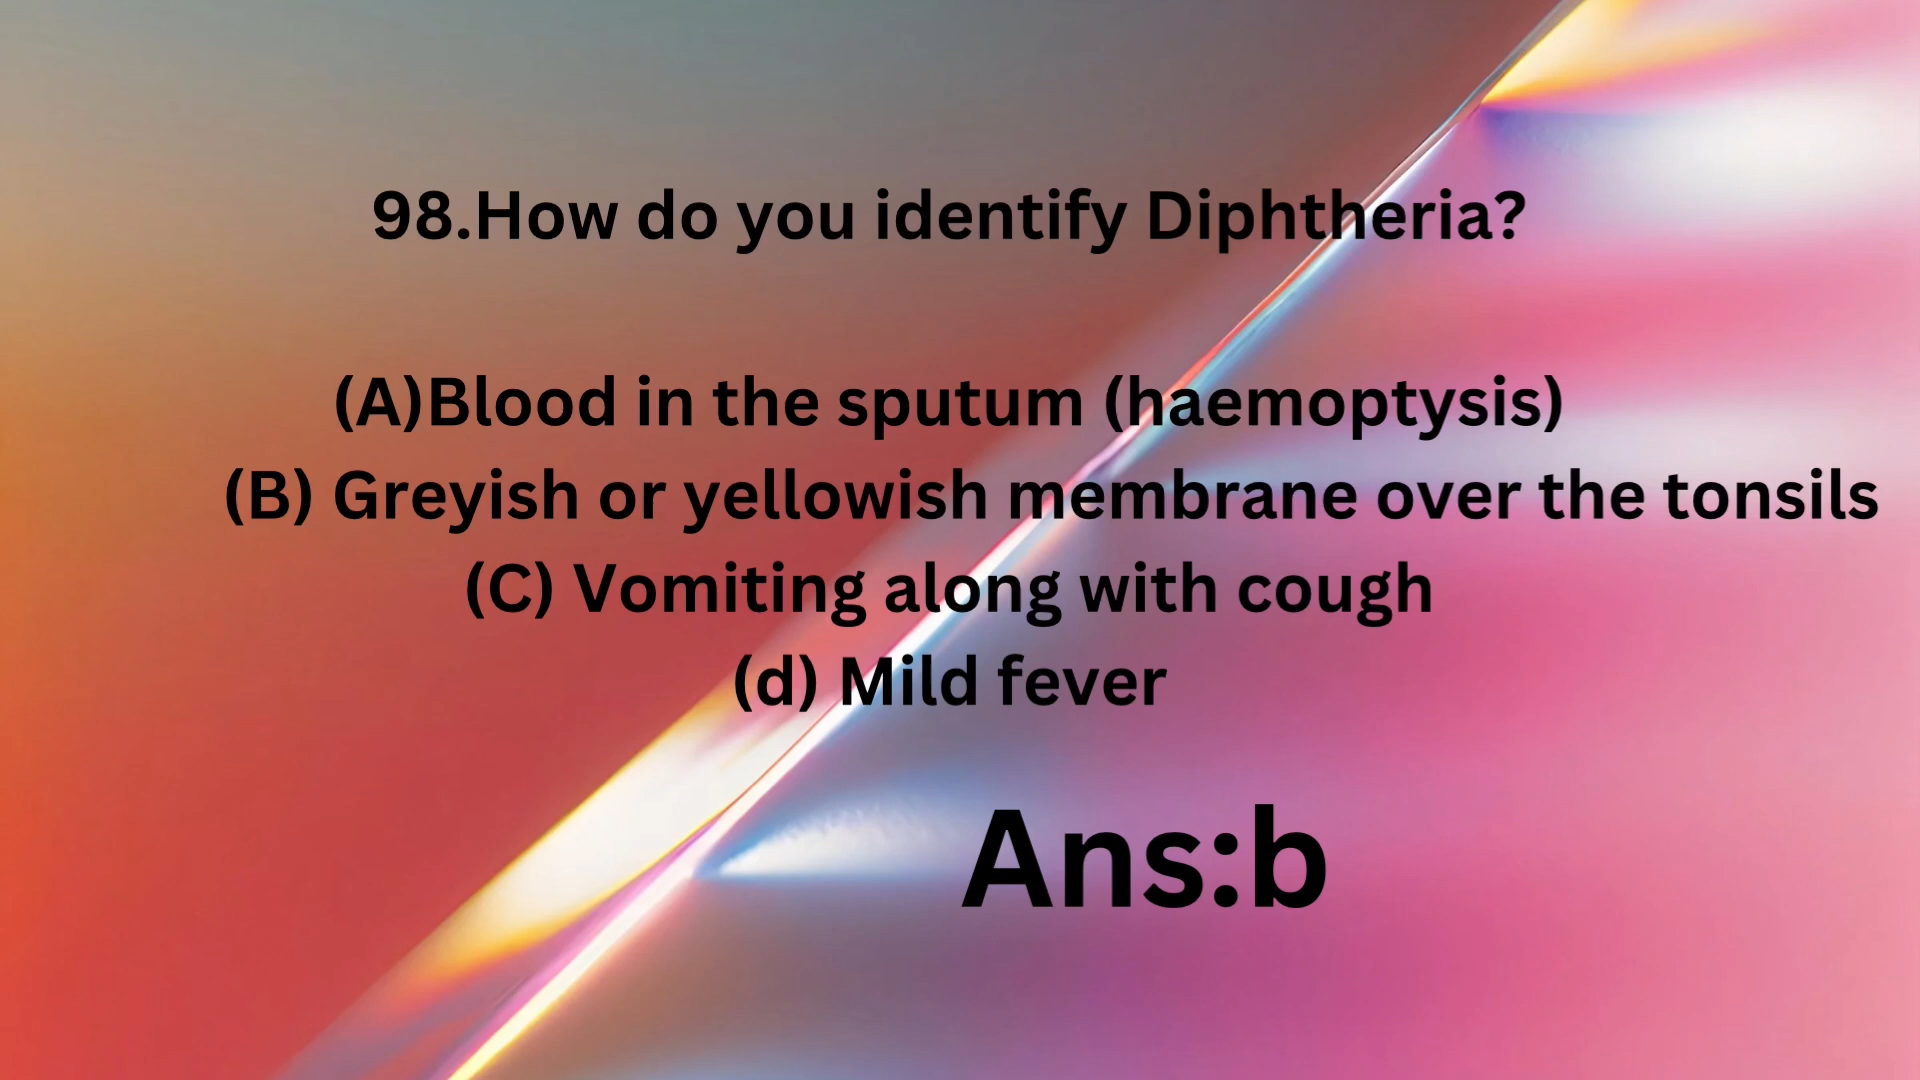 98.How do you identify Diphtheria?
(A)Blood in the sputum (haemoptysis)
(B) Greyish or yellowish membrane over the tonsils
(C) Vomiting along with cough
(d) Mild fever
Ans:b